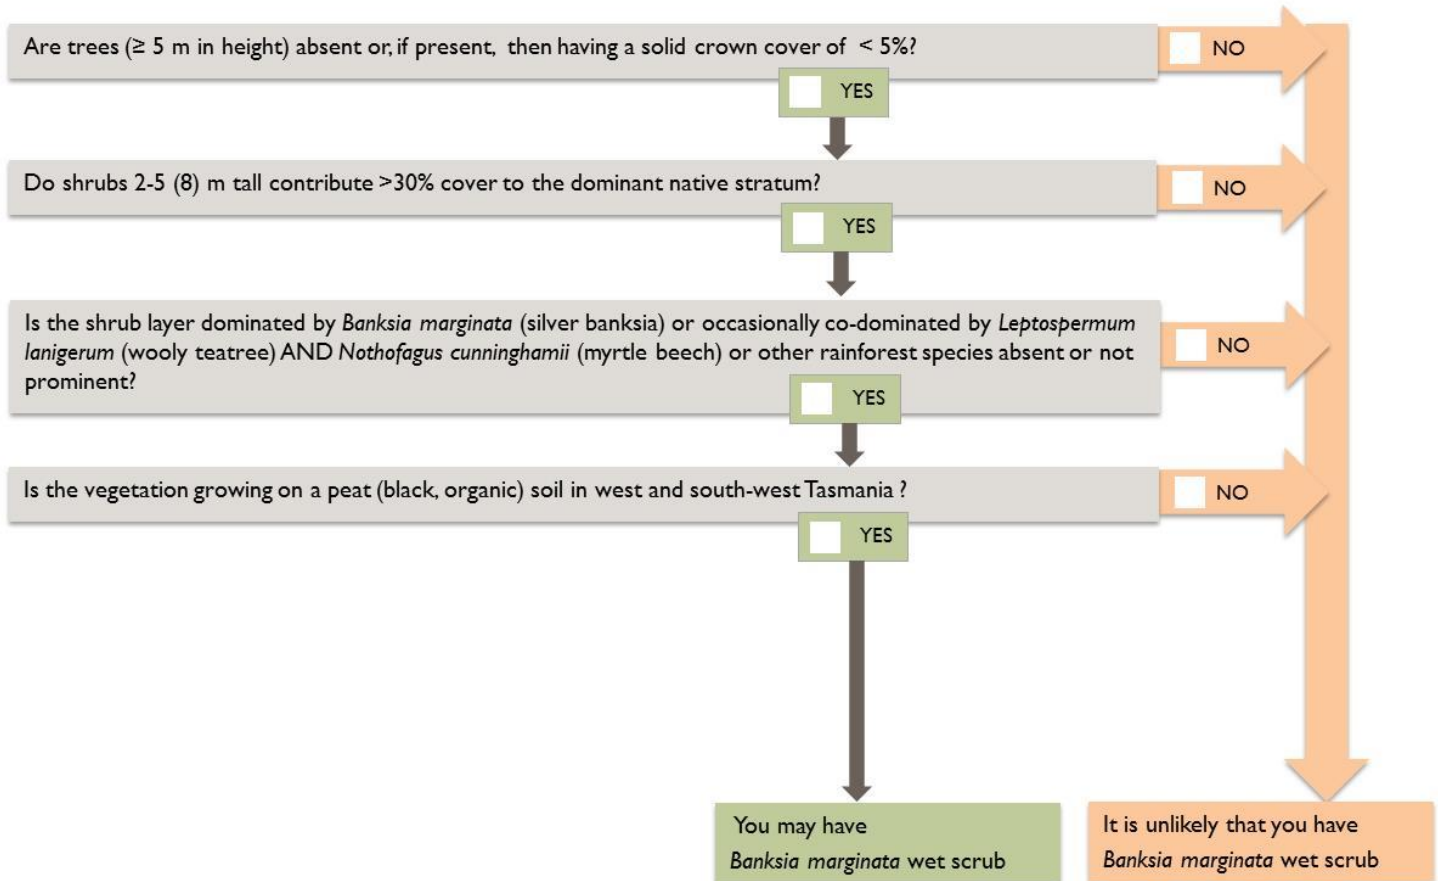 Are trees (≥ 5 m in height) absent or, if present, then having a solid crown cover of < 5%?
NO
YES
Do shrubs 2-5 (8) m tall contribute >30% cover to the dominant native stratum?
NO
YES
Is the shrub layer dominated by Banksia marginata (silver banksia) or occasionally co-dominated by Leptospermum
lanigerum (wooly teatree) AND Nothofagus cunninghamii (myrtle beech) or other rainforest species absent or not
prominent?
NO
YES
Is the vegetation growing on a peat (black, organic) soil in west and south-west Tasmania ?
NO
YES
You may have
Banksia marginata wet scrub
It is unlikely that you have
Banksia marginata wet scrub